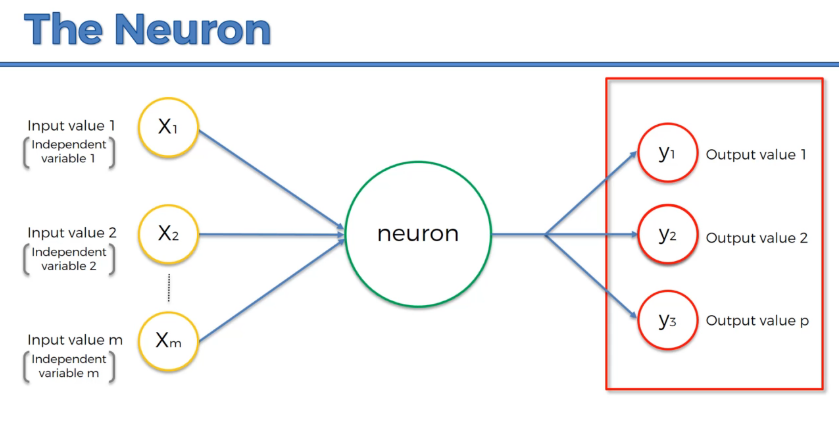 The Neuron
Input value 1
Independent
variable 1
X1
Input value 2
Independent
variable 2
X2
Input value m
Independent
variable m
Xm
neuron
y1
Output value 1
y2
Output value 2
y3
Output value p